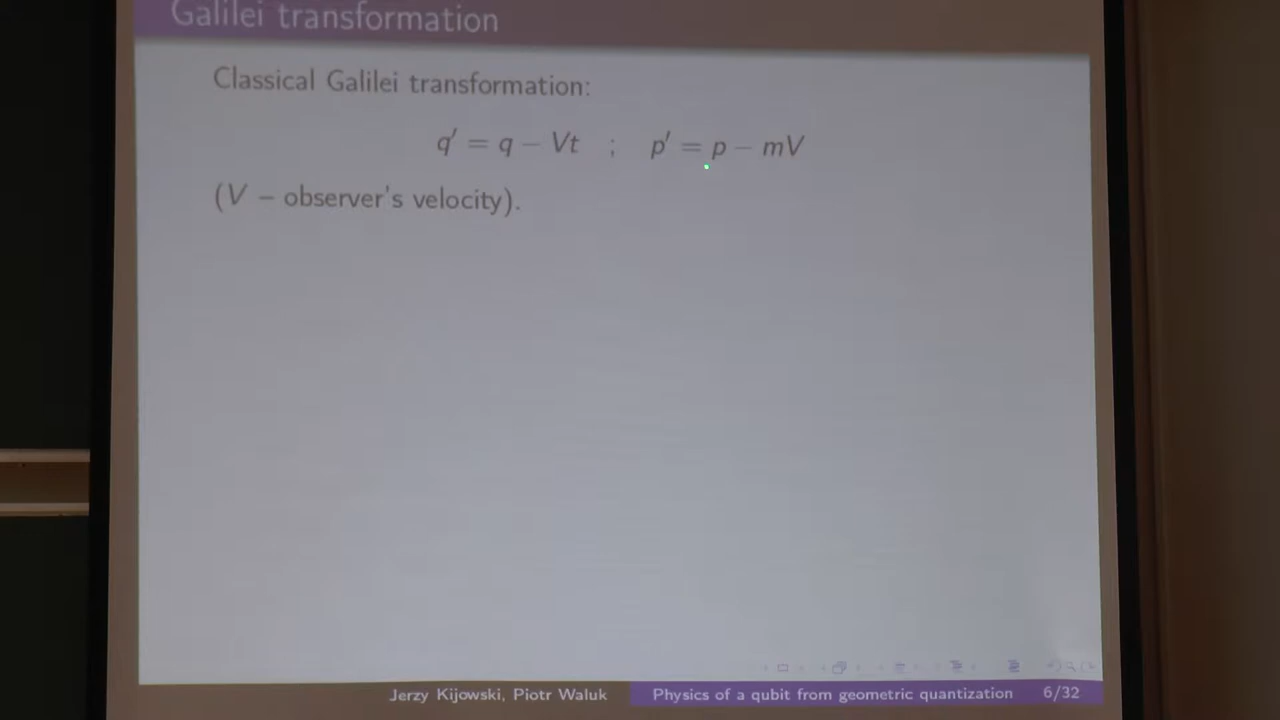 Galilei transformation
Classical Galilei transformation:
q′ = q − Vt ; p′ = p − mV
(V – observer's velocity).
Jerzy Kijowski, Piotr Waluk Physics of a qubit from geometric quantization 6/32